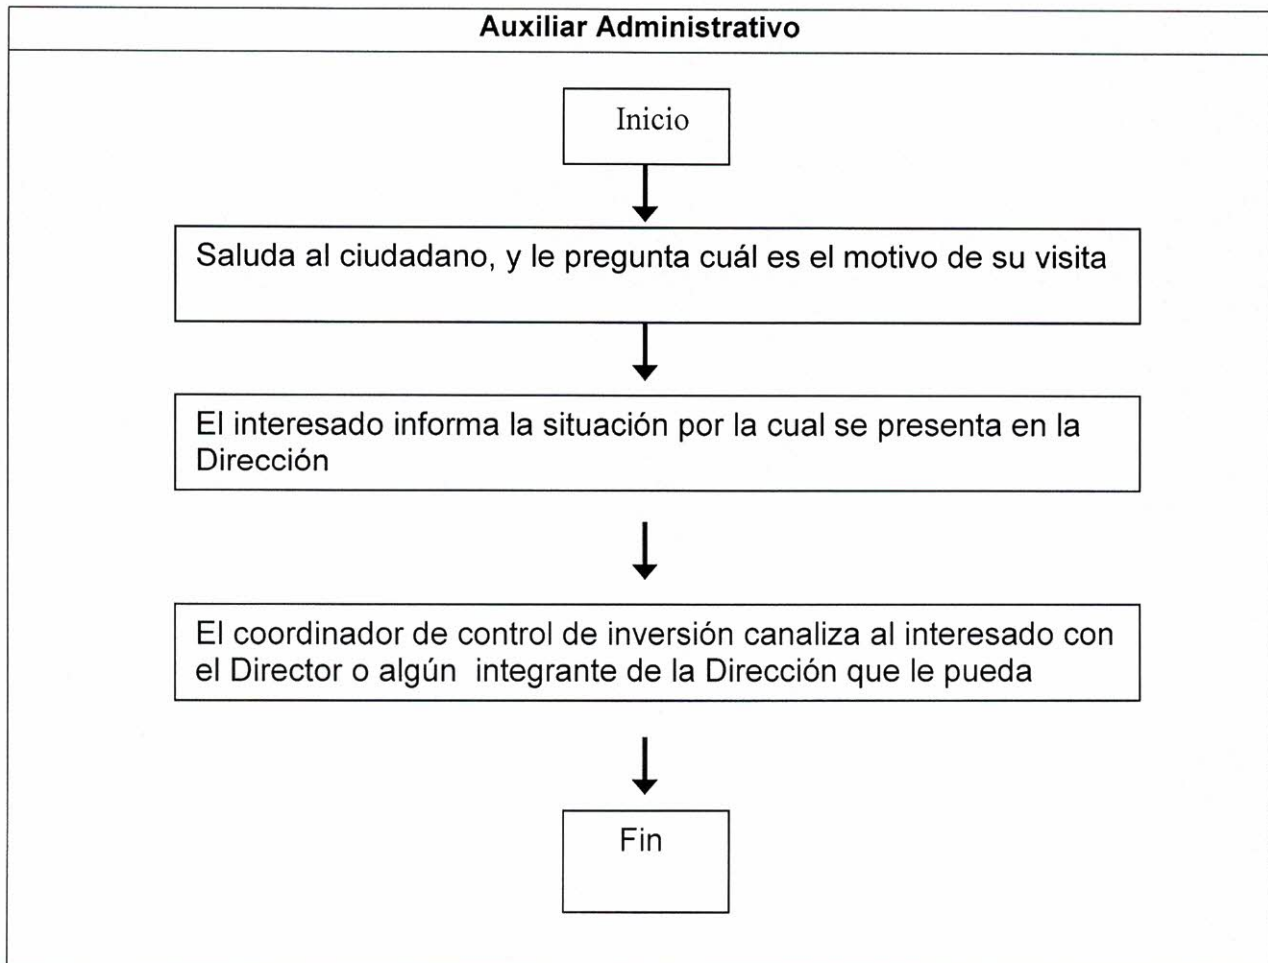 Auxiliar Administrativo
Inicio
Saluda al ciudadano, y le pregunta cuál es el motivo de su visita
El interesado informa la situación por la cual se presenta en la
Dirección
El coordinador de control de inversión canaliza al interesado con
el Director o algún  integrante de la Dirección que le pueda
Fin